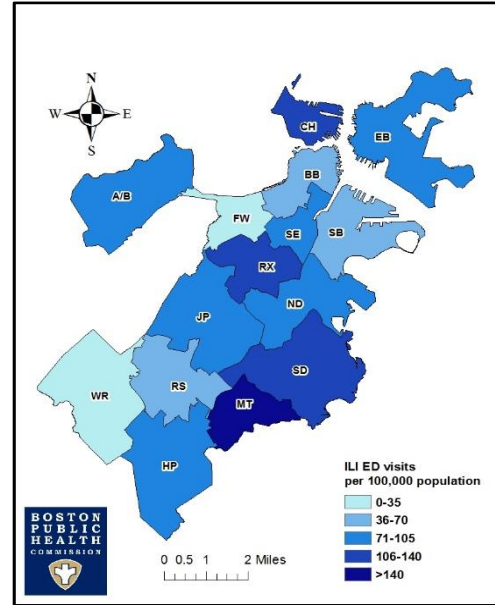 N
W E
S
CH
EB
A/B
BB
FW
SE
SB
RX
ND
JP
WR
RS
SD
MT
HP
ILI ED visits
per 100,000 population
0-35
36-70
71-105
106-140
>140
BOSTON
PUBLIC
HEALTH
COMMISSION
0 0.5 1 2 Miles